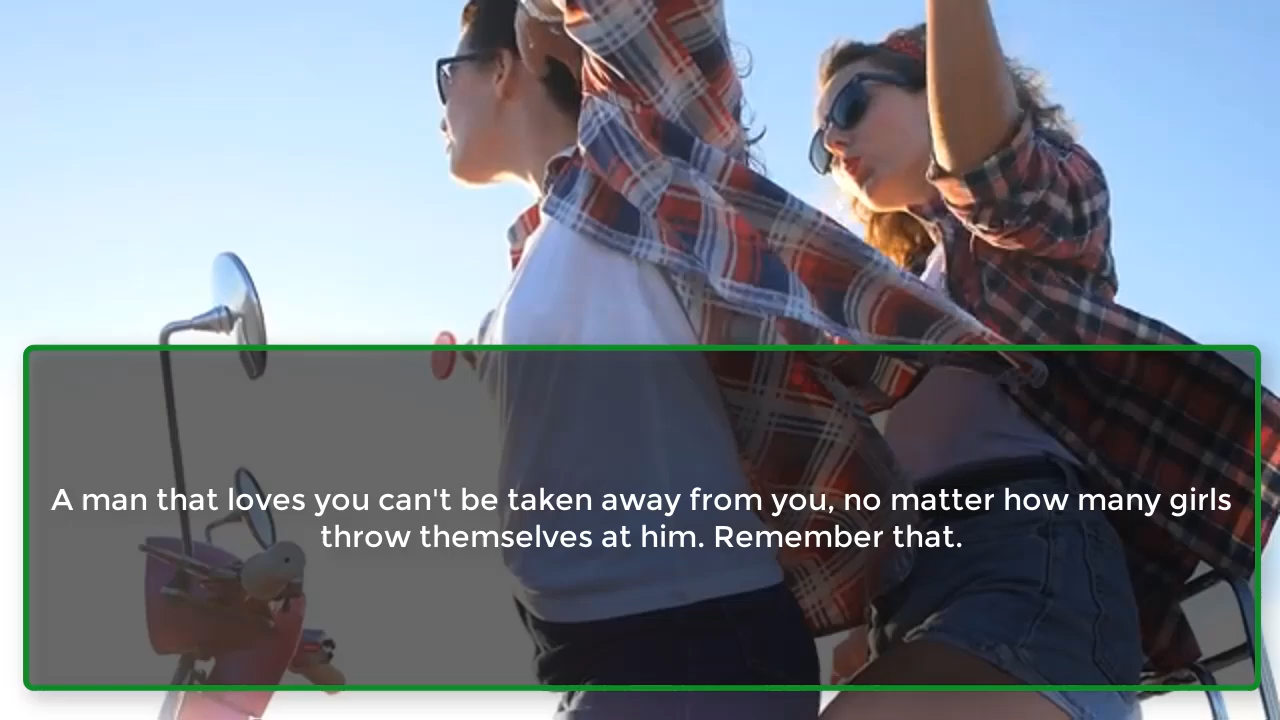 A man that loves you can't be taken away from you, no matter how many girls
throw themselves at him. Remember that.